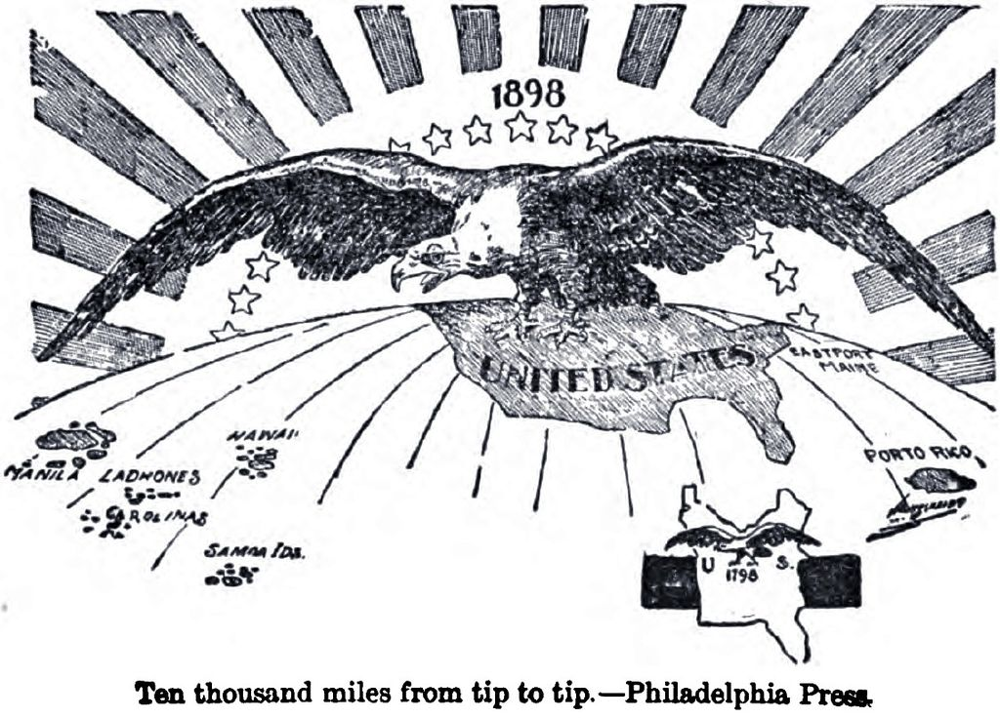 1898
UNITED STATES
EASTPORT
MAINE
HAWAII
MANILA
LADRONES
CAROLINAS
SAMOA IDS.
PORTO RICO
U S.
1798
Ten thousand miles from tip to tip.—Philadelphia Press.